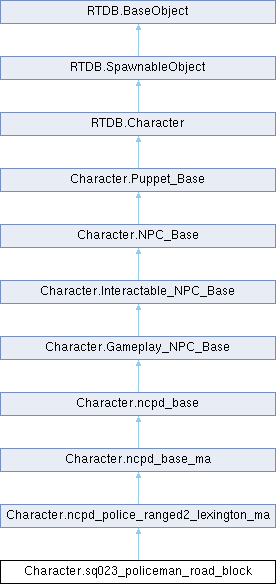 RTDB.BaseObject
RTDB.SpawnableObject
RTDB.Character
Character.Puppet_Base
Character.NPC_Base
Character.Interactable_NPC_Base
Character.Gameplay_NPC_Base
Character.ncpd_base
Character.ncpd_base_ma
Character.ncpd_police_ranged2_lexington_ma
Character.sq023_policeman_road_block